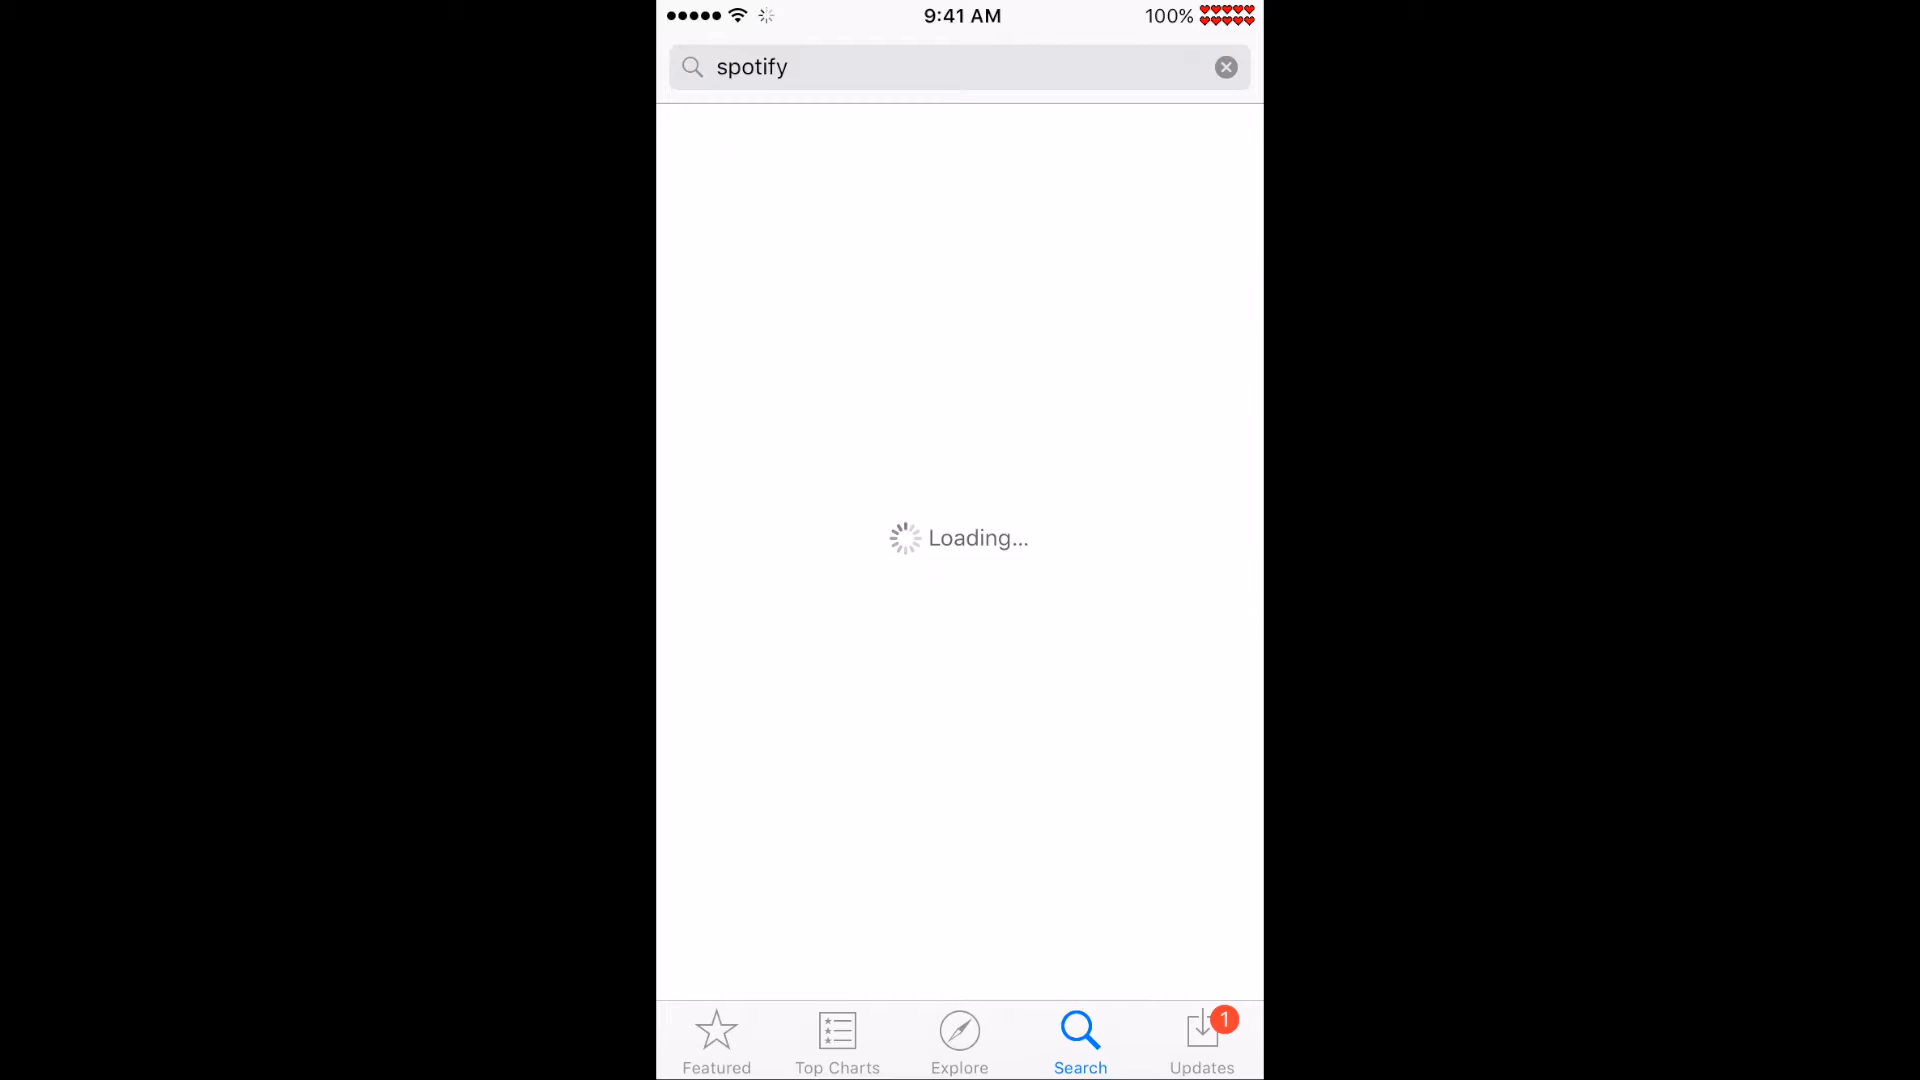 9:41 AM 100%
spotify
Loading...
1
Featured Top Charts Explore Search Updates